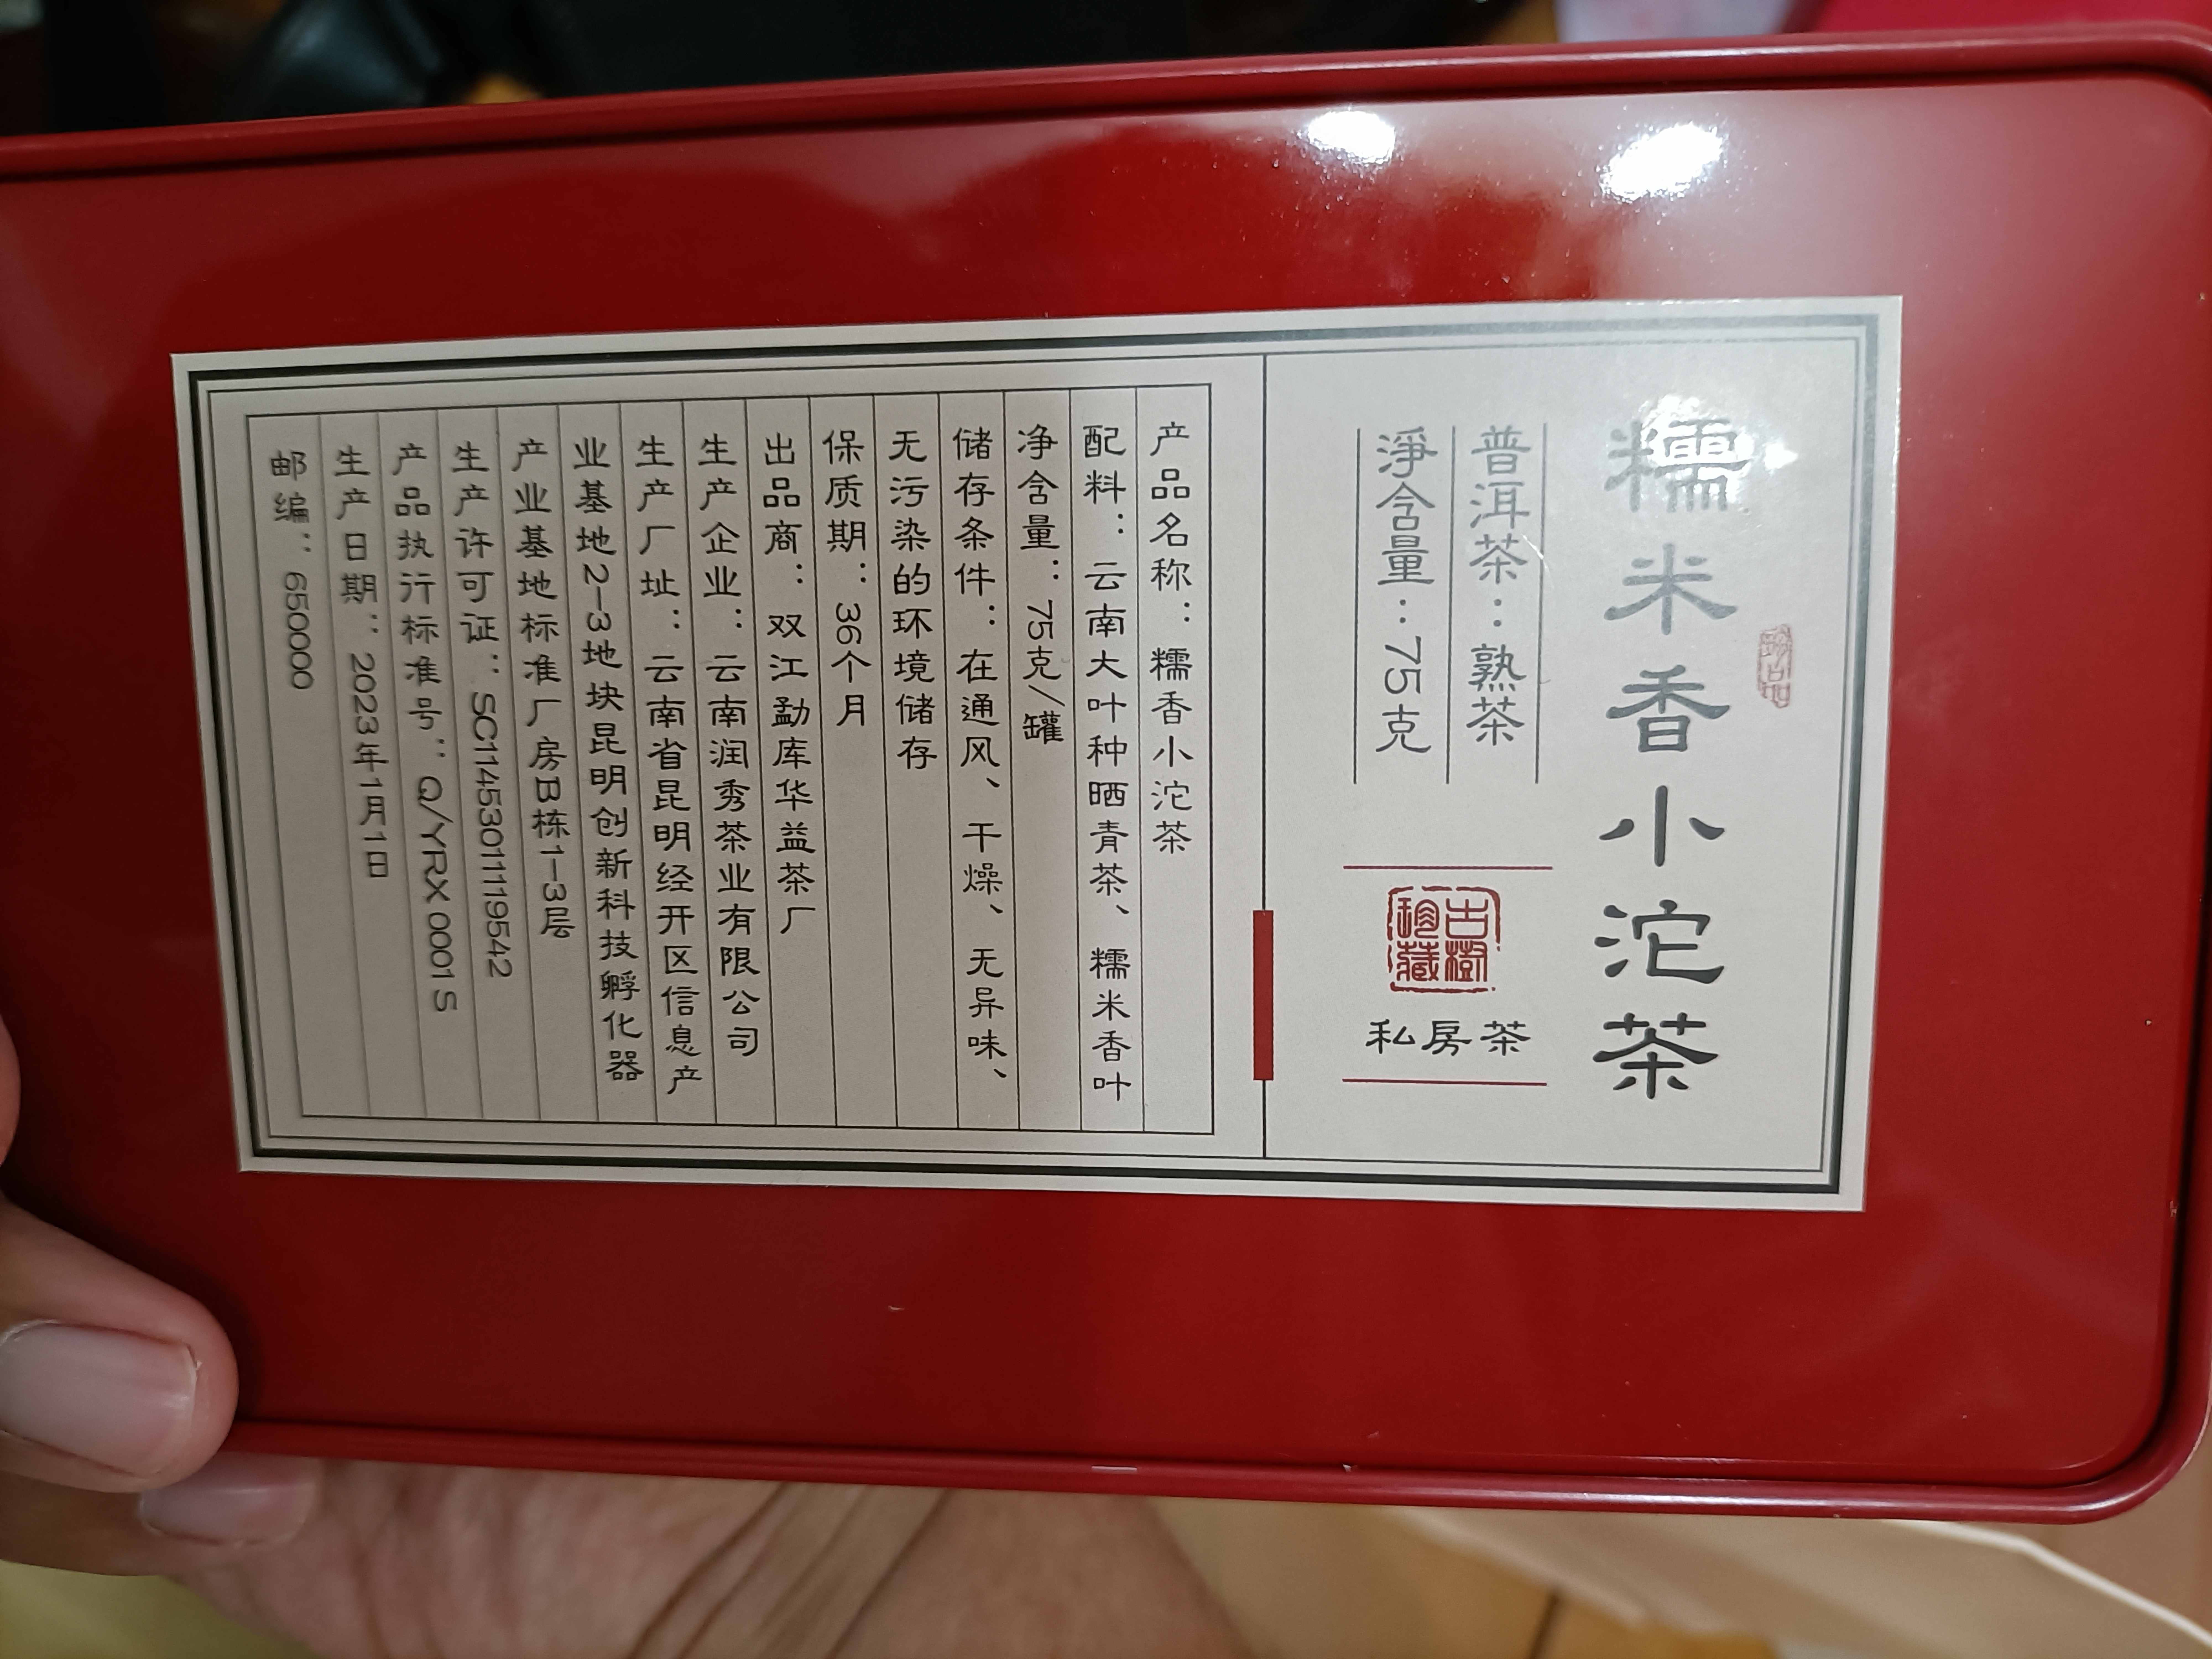 糯米香小沱茶
珍品
普洱茶：熟茶
淨含量：75克
古樹
珍藏
私房茶
产品名称：糯香小沱茶
配料：云南大叶种晒青茶、糯米香叶
净含量：75克/罐
储存条件：在通风、干燥、无异味、
无污染的环境储存
保质期：36个月
出品商：双江勐库华益茶厂
生产企业：云南润秀茶业有限公司
生产厂址：云南省昆明经开区信息产
业基地2-3地块昆明创新科技孵化器
产业基地标准厂房B栋1-3层
生产许可证：SC11453011119542
产品执行标准号：Q/YRX 0001 S
生产日期：2023年1月1日
邮编：650000